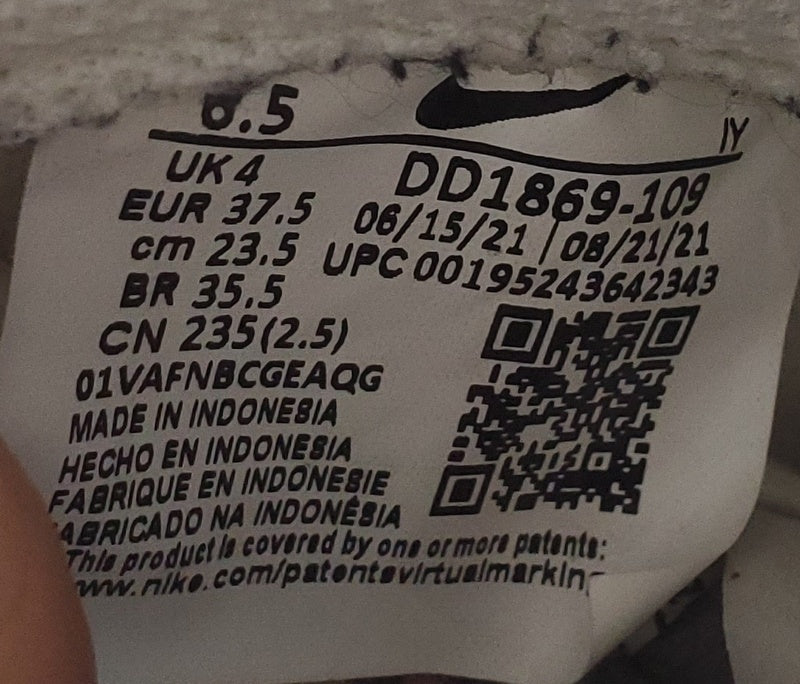 6.5
IY
UK 4
DD1869-109
EUR 37.5
06/15/21 / 08/21/21
cm 23.5
UPC 00195243642343
BR 35.5
CN 235(2.5)
01VAFNBCGEAQG
MADE IN INDONESIA
HECHO EN INDONESIA
FABRIQUE EN INDONESIE
FABRICADO NA INDONÉSIA
This product is covered by one or more patents:
www.nike.com/patentsvirtualmarking